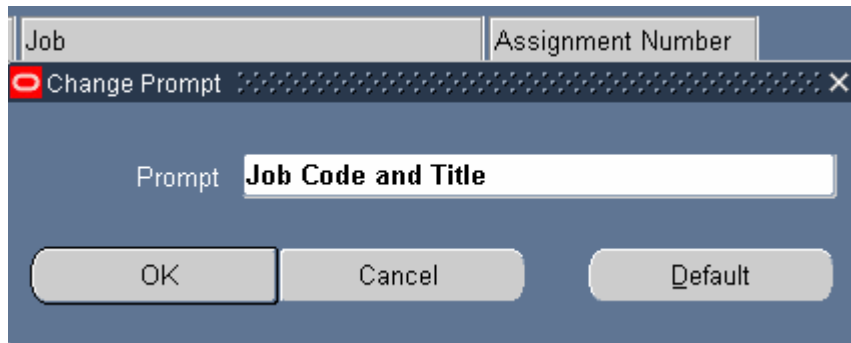 Job Assignment Number
Change Prompt
Prompt Job Code and Title
OK Cancel Default